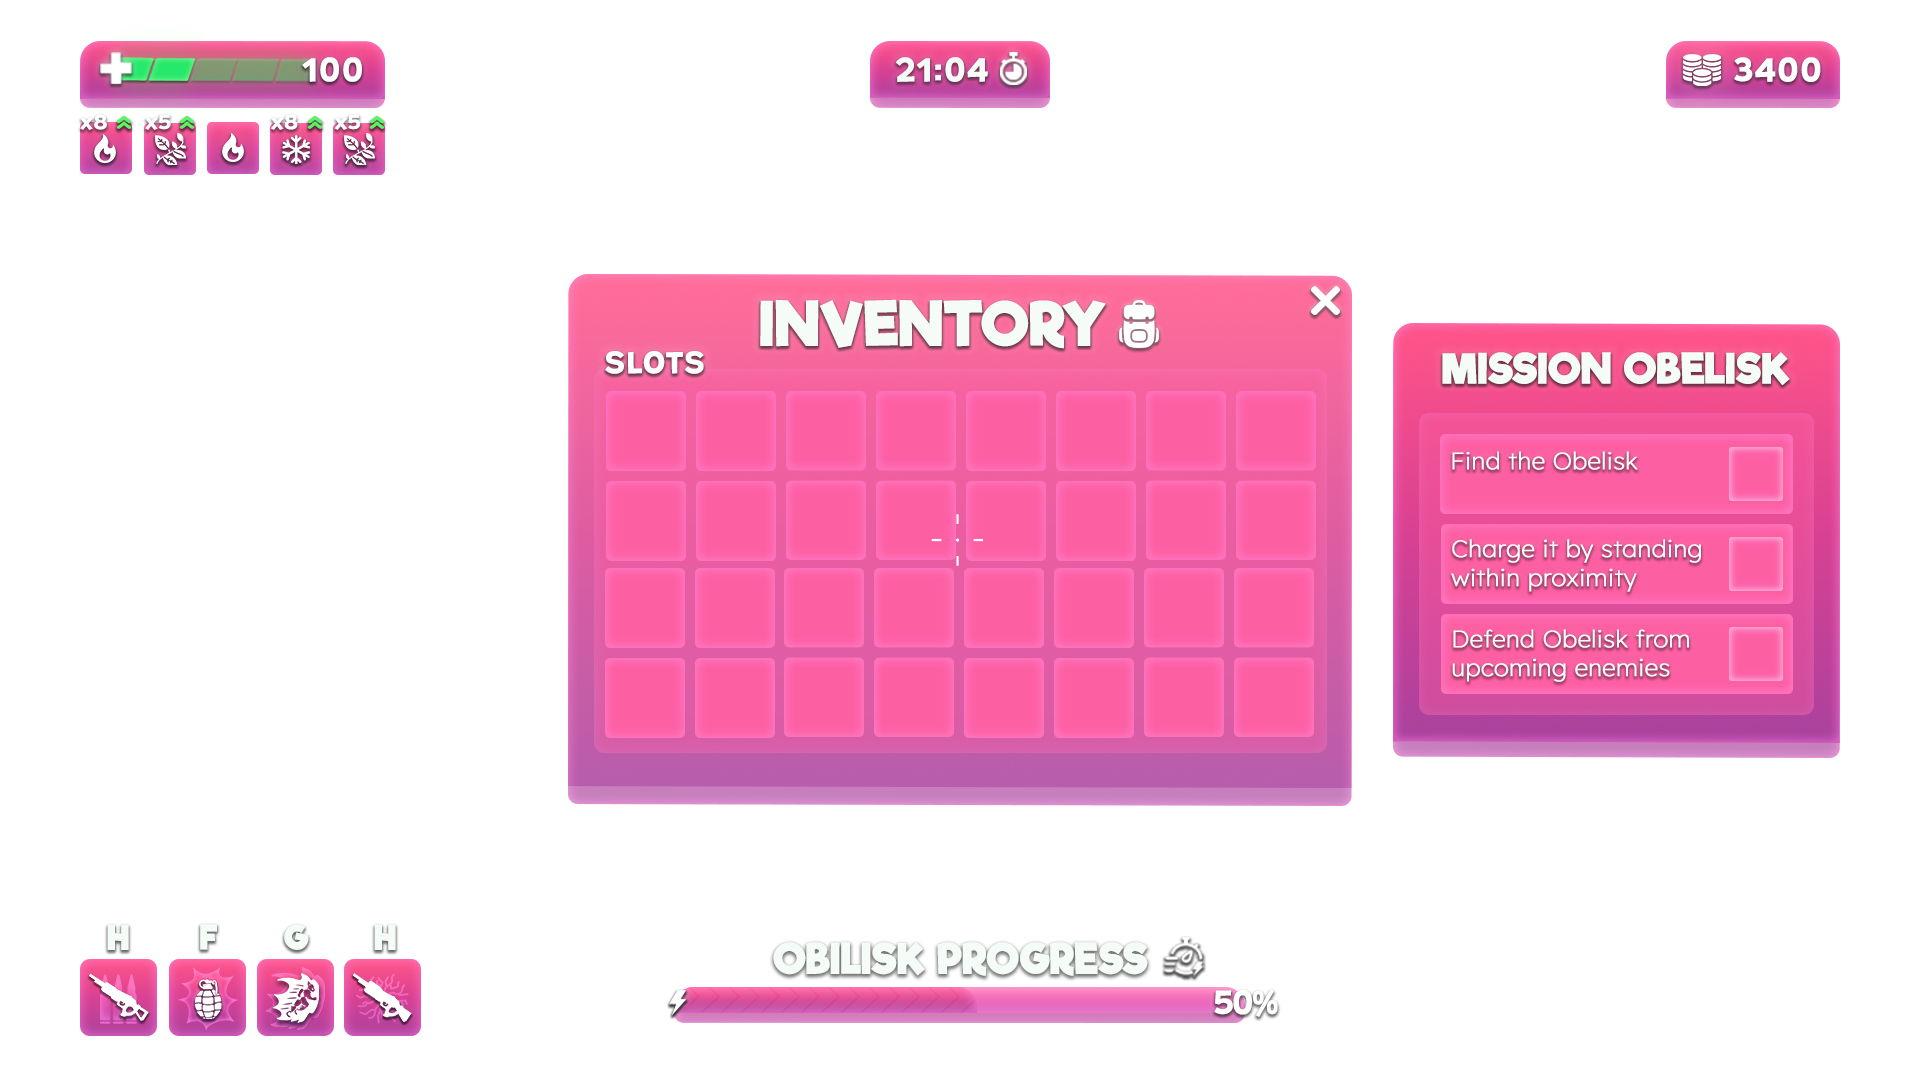 100
21:04
3400
x8
x5
x8
x5
INVENTORY
SLOTS
MISSION OBELISK
Find the Obelisk
Charge it by standing
within proximity
Defend Obelisk from
upcoming enemies
H
F
G
H
OBILISK PROGRESS
50%